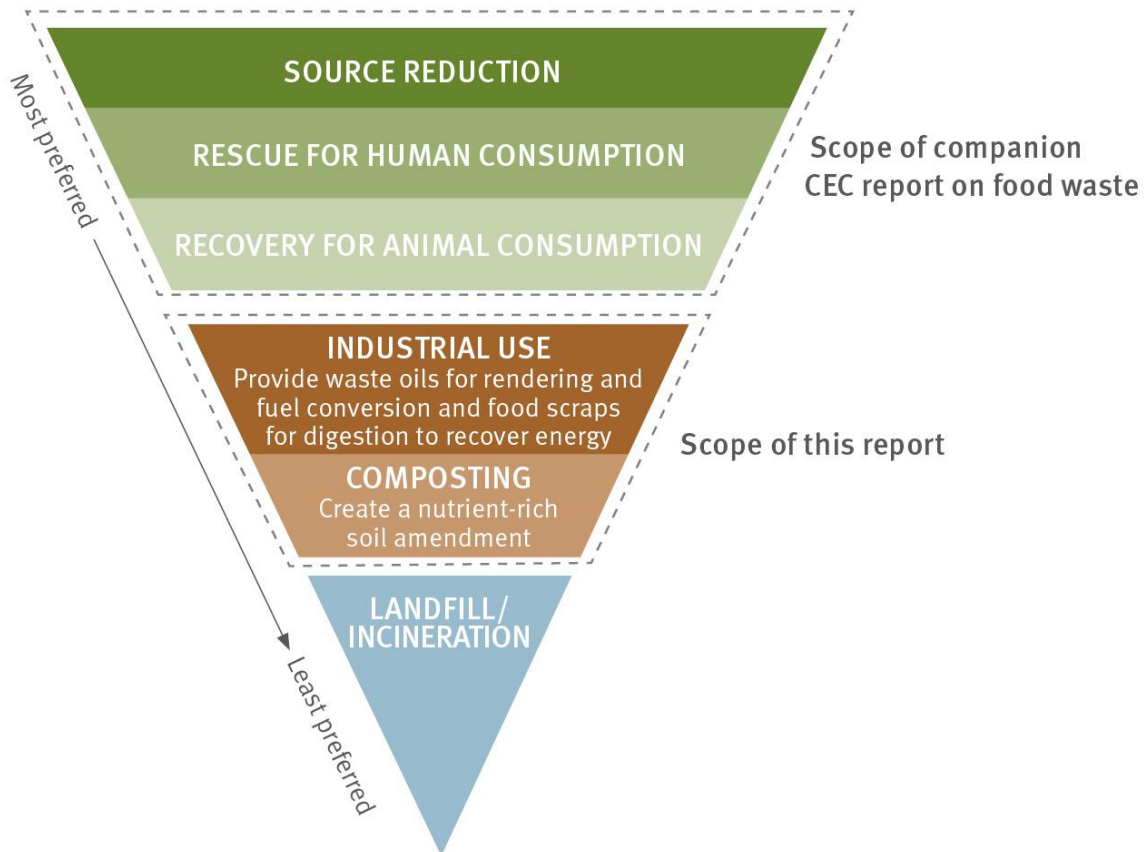 SOURCE REDUCTION
RESCUE FOR HUMAN CONSUMPTION
RECOVERY FOR ANIMAL CONSUMPTION
Scope of companion
CEC report on food waste
Most preferred
INDUSTRIAL USE
Provide waste oils for rendering and
fuel conversion and food scraps
for digestion to recover energy
COMPOSTING
Create a nutrient-rich
soil amendment
Scope of this report
LANDFILL/
INCINERATION
Least preferred